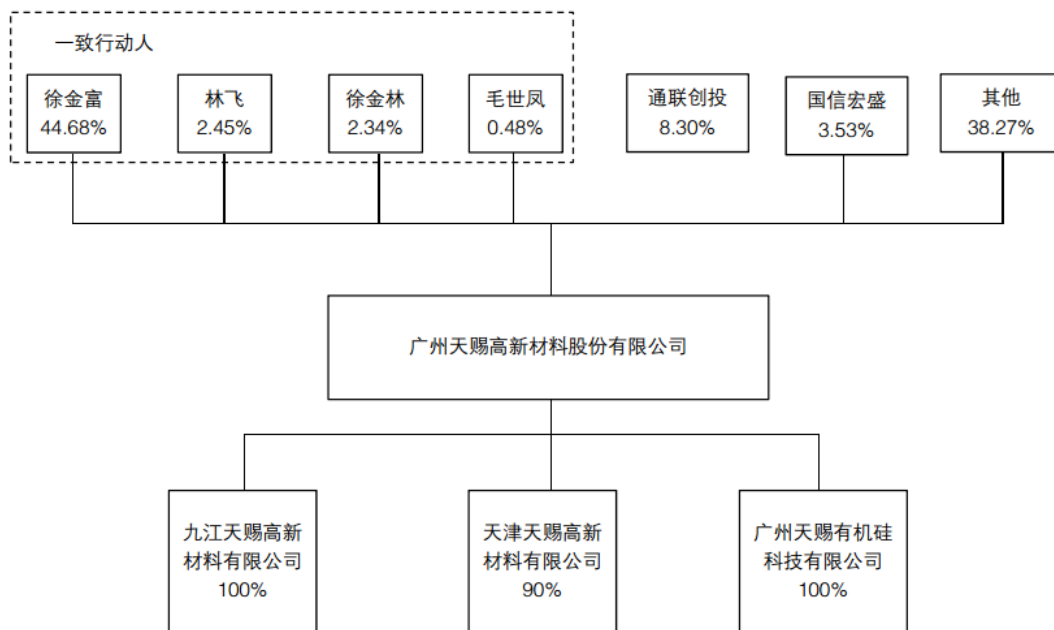 一致行动人
徐金富
44.68%
林飞
2.45%
徐金林
2.34%
毛世凤
0.48%
通联创投
8.30%
国信宏盛
3.53%
其他
38.27%
广州天赐高新材料股份有限公司
九江天赐高新
材料有限公司
100%
天津天赐高新
材料有限公司
90%
广州天赐有机硅
科技有限公司
100%